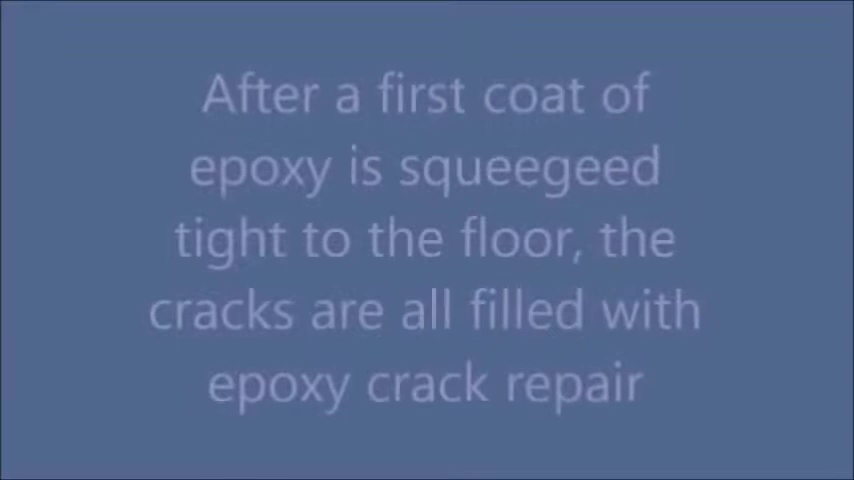 After a first coat of
epoxy is squeegeed
tight to the floor, the
cracks are all filled with
epoxy crack repair